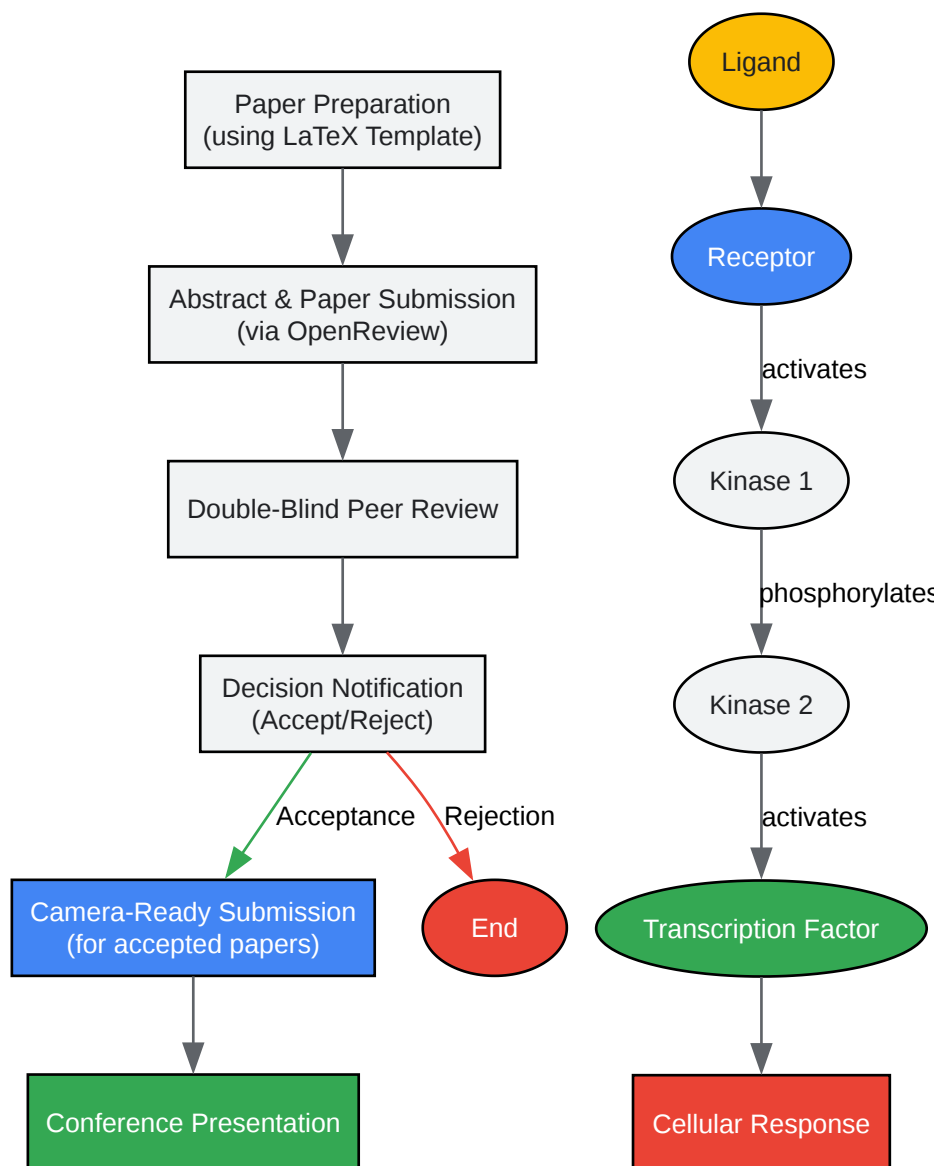 Paper Preparation
(using LaTeX Template)
Abstract & Paper Submission
(via OpenReview)
Double-Blind Peer Review
Decision Notification
(Accept/Reject)
Acceptance
Rejection
Camera-Ready Submission
(for accepted papers)
End
Conference Presentation
Ligand
Receptor
activates
Kinase 1
phosphorylates
Kinase 2
activates
Transcription Factor
Cellular Response